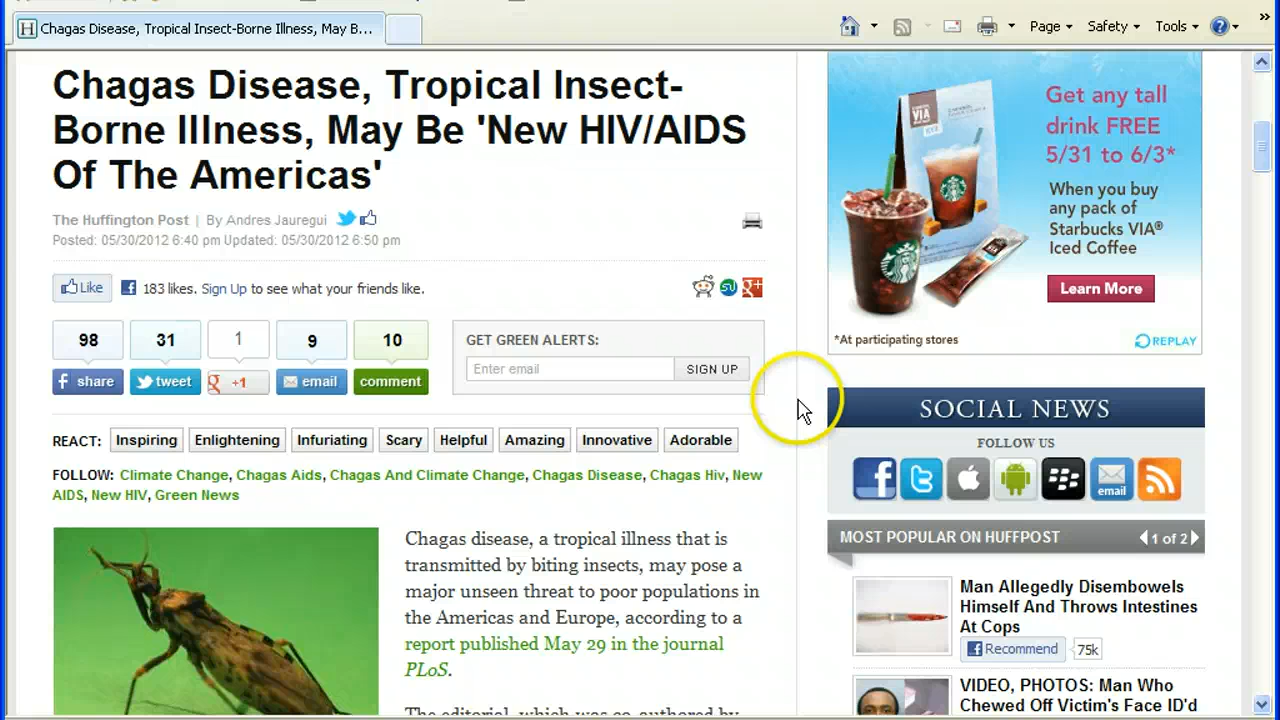 Chagas Disease, Tropical Insect-Borne Illness, May B...
Page
Safety
Tools
Chagas Disease, Tropical Insect-
Borne Illness, May Be 'New HIV/AIDS
Of The Americas'
The Huffington Post | By Andres Jauregui
Posted: 05/30/2012 6:40 pm Updated: 05/30/2012 6:50 pm
Like
183 likes. Sign Up to see what your friends like.
98
31
1
9
10
share
tweet
+1
email
comment
GET GREEN ALERTS:
Enter email
SIGN UP
REACT: Inspiring Enlightening Infuriating Scary Helpful Amazing Innovative Adorable
FOLLOW: Climate Change, Chagas Aids, Chagas And Climate Change, Chagas Disease, Chagas Hiv, New
AIDS, New HIV, Green News
Chagas disease, a tropical illness that is
transmitted by biting insects, may pose a
major unseen threat to poor populations in
the Americas and Europe, according to a
report published May 29 in the journal
PLoS.
The editorial, which was co-authored by
Get any tall
drink FREE
5/31 to 6/3*
When you buy
any pack of
Starbucks VIA®
Iced Coffee
Learn More
*At participating stores
REPLAY
VIA
SOCIAL NEWS
FOLLOW US
email
MOST POPULAR ON HUFFPOST
1 of 2
Man Allegedly Disembowels
Himself And Throws Intestines
At Cops
Recommend
75k
VIDEO, PHOTOS: Man Who
Chewed Off Victim's Face ID'd